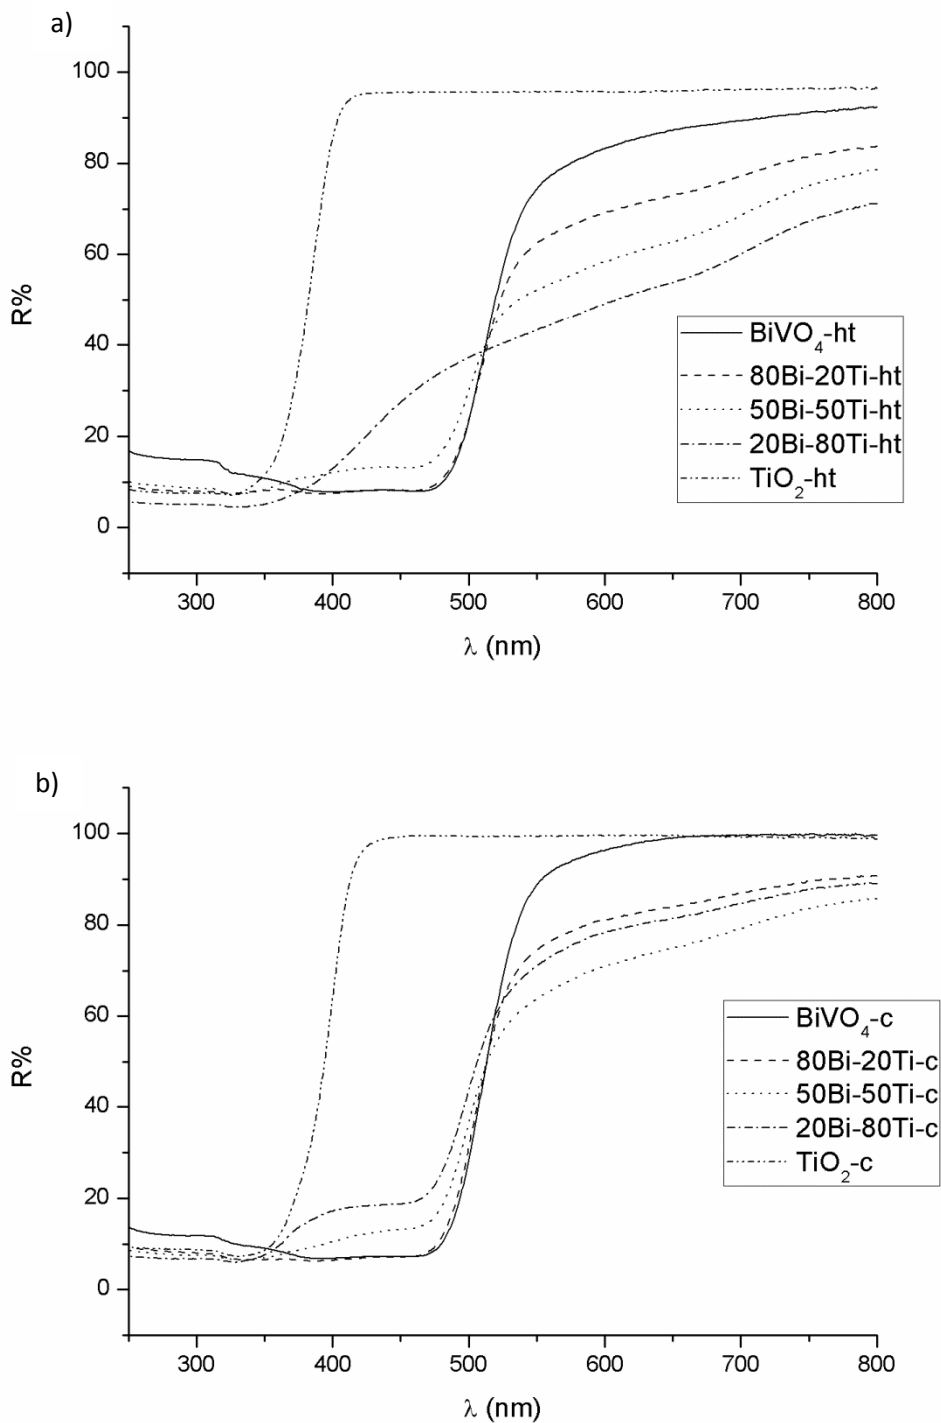 a)
100
80
60
40
20
0
R%
300 400 500 600 700 800
λ (nm)
BiVO4-ht
80Bi-20Ti-ht
50Bi-50Ti-ht
20Bi-80Ti-ht
TiO2-ht
b)
100
80
60
40
20
0
R%
300 400 500 600 700 800
λ (nm)
BiVO4-c
80Bi-20Ti-c
50Bi-50Ti-c
20Bi-80Ti-c
TiO2-c